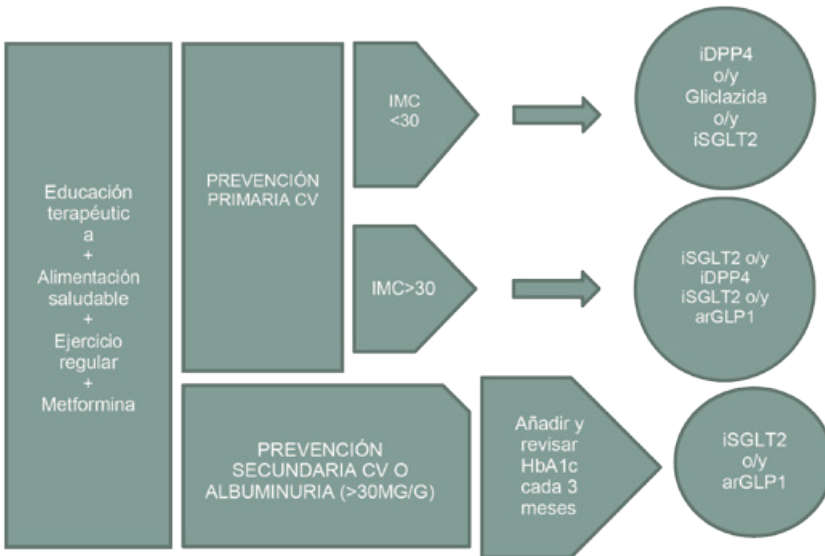 Educación
terapéutic
a
+
Alimentación
saludable
+
Ejercicio
regular
+
Metformina
PREVENCIÓN
PRIMARIA CV
IMC
<30
iDPP4
o/y
Gliclazida
o/y
iSGLT2
IMC>30
iSGLT2 o/y
iDPP4
iSGLT2 o/y
arGLP1
PREVENCIÓN
SECUNDARIA CV O
ALBUMINURIA (>30MG/G)
Añadir y
revisar
HbA1c
cada 3
meses
iSGLT2
o/y
arGLP1